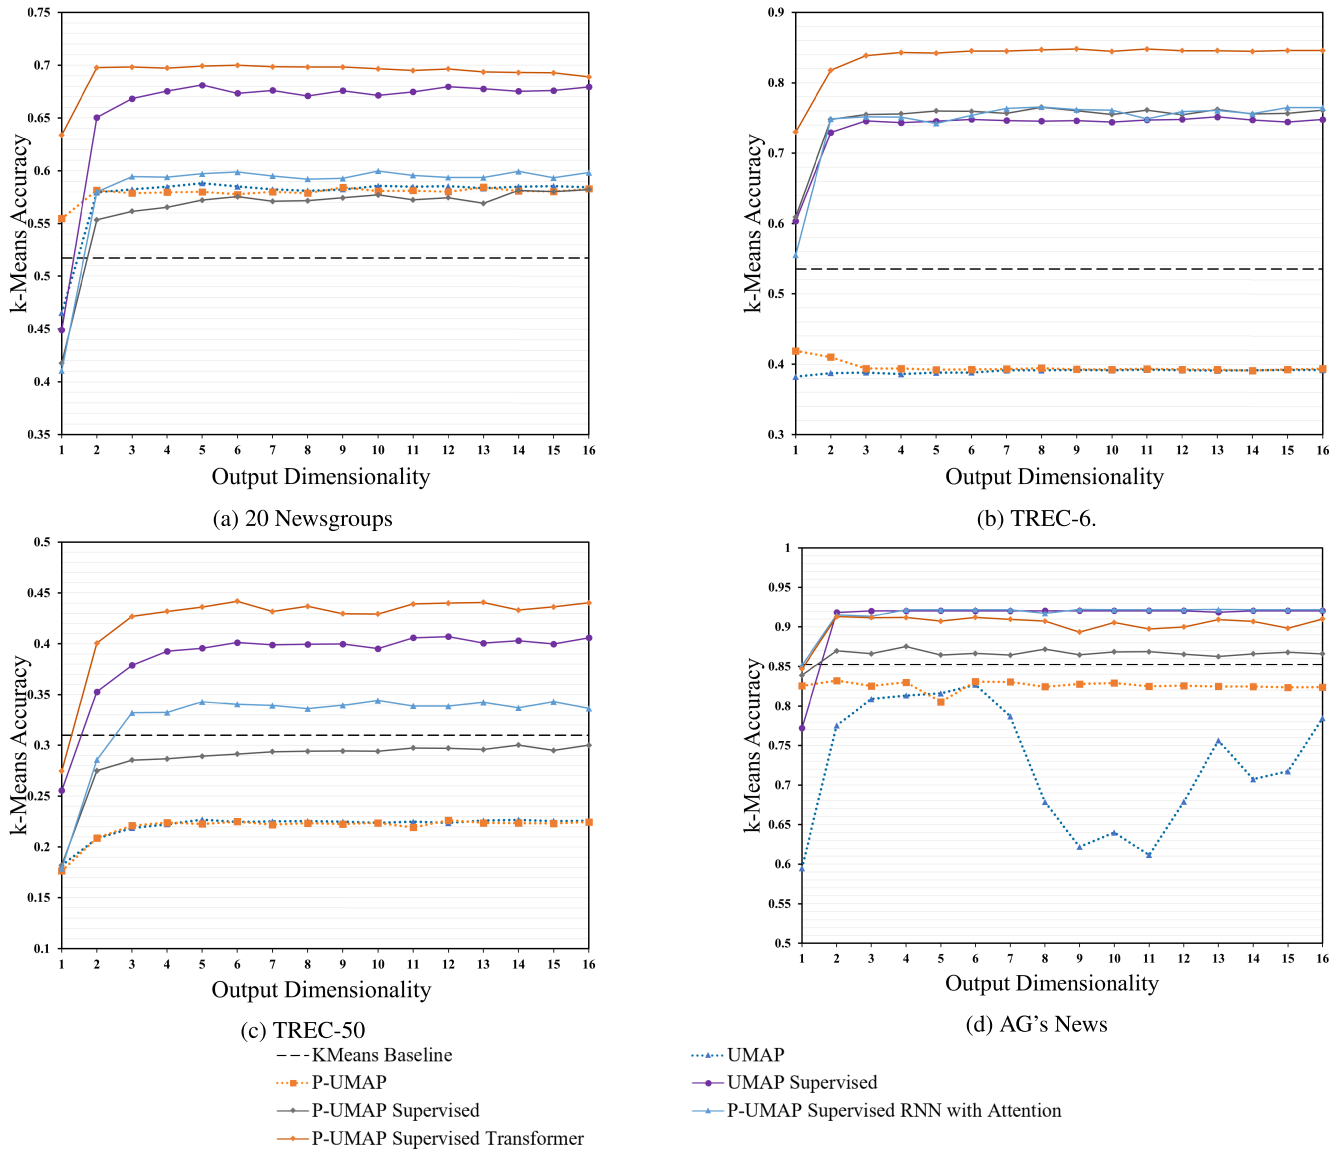 0.75
0.7
0.65
0.6
0.55
0.5
0.45
0.4
0.35
k-Means Accuracy
1 2 3 4 5 6 7 8 9 10 11 12 13 14 15 16
Output Dimensionality
(a) 20 Newsgroups
0.9
0.8
0.7
0.6
0.5
0.4
0.3
k-Means Accuracy
1 2 3 4 5 6 7 8 9 10 11 12 13 14 15 16
Output Dimensionality
(b) TREC-6.
0.5
0.45
0.4
0.35
0.3
0.25
0.2
0.15
0.1
k-Means Accuracy
1 2 3 4 5 6 7 8 9 10 11 12 13 14 15 16
Output Dimensionality
(c) TREC-50
1
0.95
0.9
0.85
0.8
0.75
0.7
0.65
0.6
0.55
0.5
k-Means Accuracy
1 2 3 4 5 6 7 8 9 10 11 12 13 14 15 16
Output Dimensionality
(d) AG's News
KMeans Baseline
UMAP
P-UMAP
UMAP Supervised
P-UMAP Supervised
P-UMAP Supervised RNN with Attention
P-UMAP Supervised Transformer